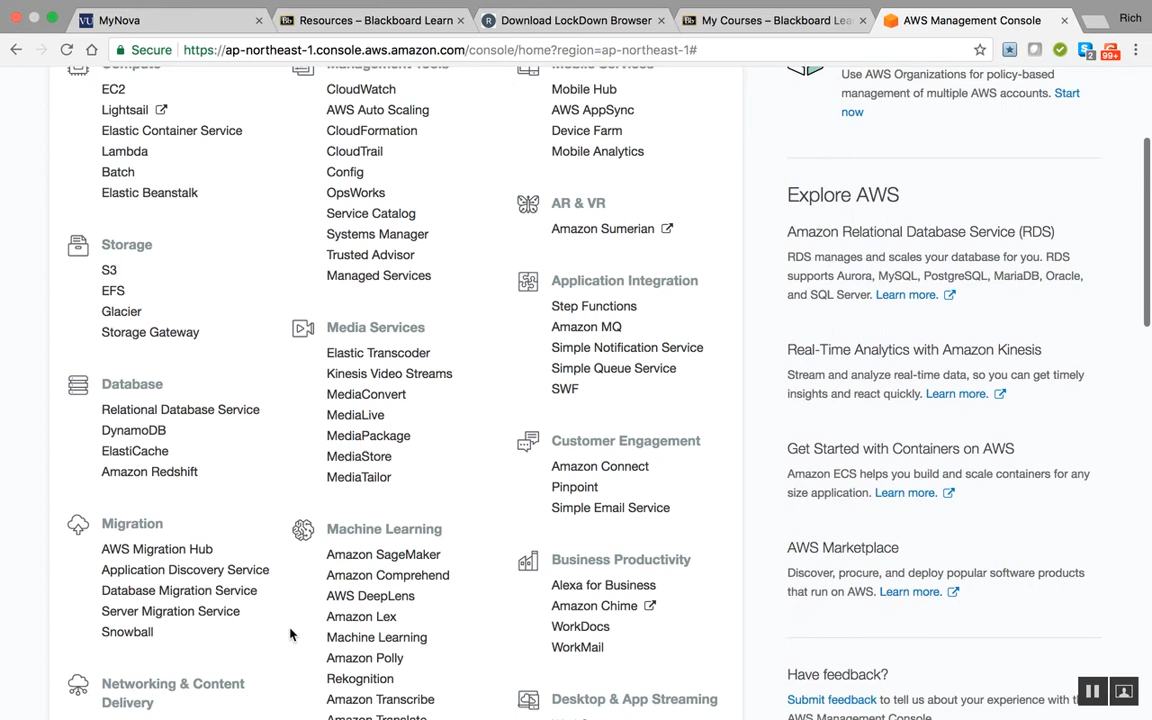 MyNova
Resources – Blackboard Learn
Download LockDown Browser
My Courses – Blackboard Lea
AWS Management Console
Rich
Secure
https://ap-northeast-1.console.aws.amazon.com/console/home?region=ap-northeast-1#
2
99+
Compute
EC2
Lightsail
Elastic Container Service
Lambda
Batch
Elastic Beanstalk
Storage
S3
EFS
Glacier
Storage Gateway
Database
Relational Database Service
DynamoDB
ElastiCache
Amazon Redshift
Migration
AWS Migration Hub
Application Discovery Service
Database Migration Service
Server Migration Service
Snowball
Networking & Content
Delivery
Management Tools
CloudWatch
AWS Auto Scaling
CloudFormation
CloudTrail
Config
OpsWorks
Service Catalog
Systems Manager
Trusted Advisor
Managed Services
Media Services
Elastic Transcoder
Kinesis Video Streams
MediaConvert
MediaLive
MediaPackage
MediaStore
MediaTailor
Machine Learning
Amazon SageMaker
Amazon Comprehend
AWS DeepLens
Amazon Lex
Machine Learning
Amazon Polly
Rekognition
Amazon Transcribe
Amazon Translate
Mobile Services
Mobile Hub
AWS AppSync
Device Farm
Mobile Analytics
AR & VR
Amazon Sumerian
Application Integration
Step Functions
Amazon MQ
Simple Notification Service
Simple Queue Service
SWF
Customer Engagement
Amazon Connect
Pinpoint
Simple Email Service
Business Productivity
Alexa for Business
Amazon Chime
WorkDocs
WorkMail
Desktop & App Streaming
Use AWS Organizations for policy-based
management of multiple AWS accounts. Start
now
Explore AWS
Amazon Relational Database Service (RDS)
RDS manages and scales your database for you. RDS
supports Aurora, MySQL, PostgreSQL, MariaDB, Oracle,
and SQL Server. Learn more.
Real-Time Analytics with Amazon Kinesis
Stream and analyze real-time data, so you can get timely
insights and react quickly. Learn more.
Get Started with Containers on AWS
Amazon ECS helps you build and scale containers for any
size application. Learn more.
AWS Marketplace
Discover, procure, and deploy popular software products
that run on AWS. Learn more.
Have feedback?
Submit feedback to tell us about your experience with
AWS Management Console.